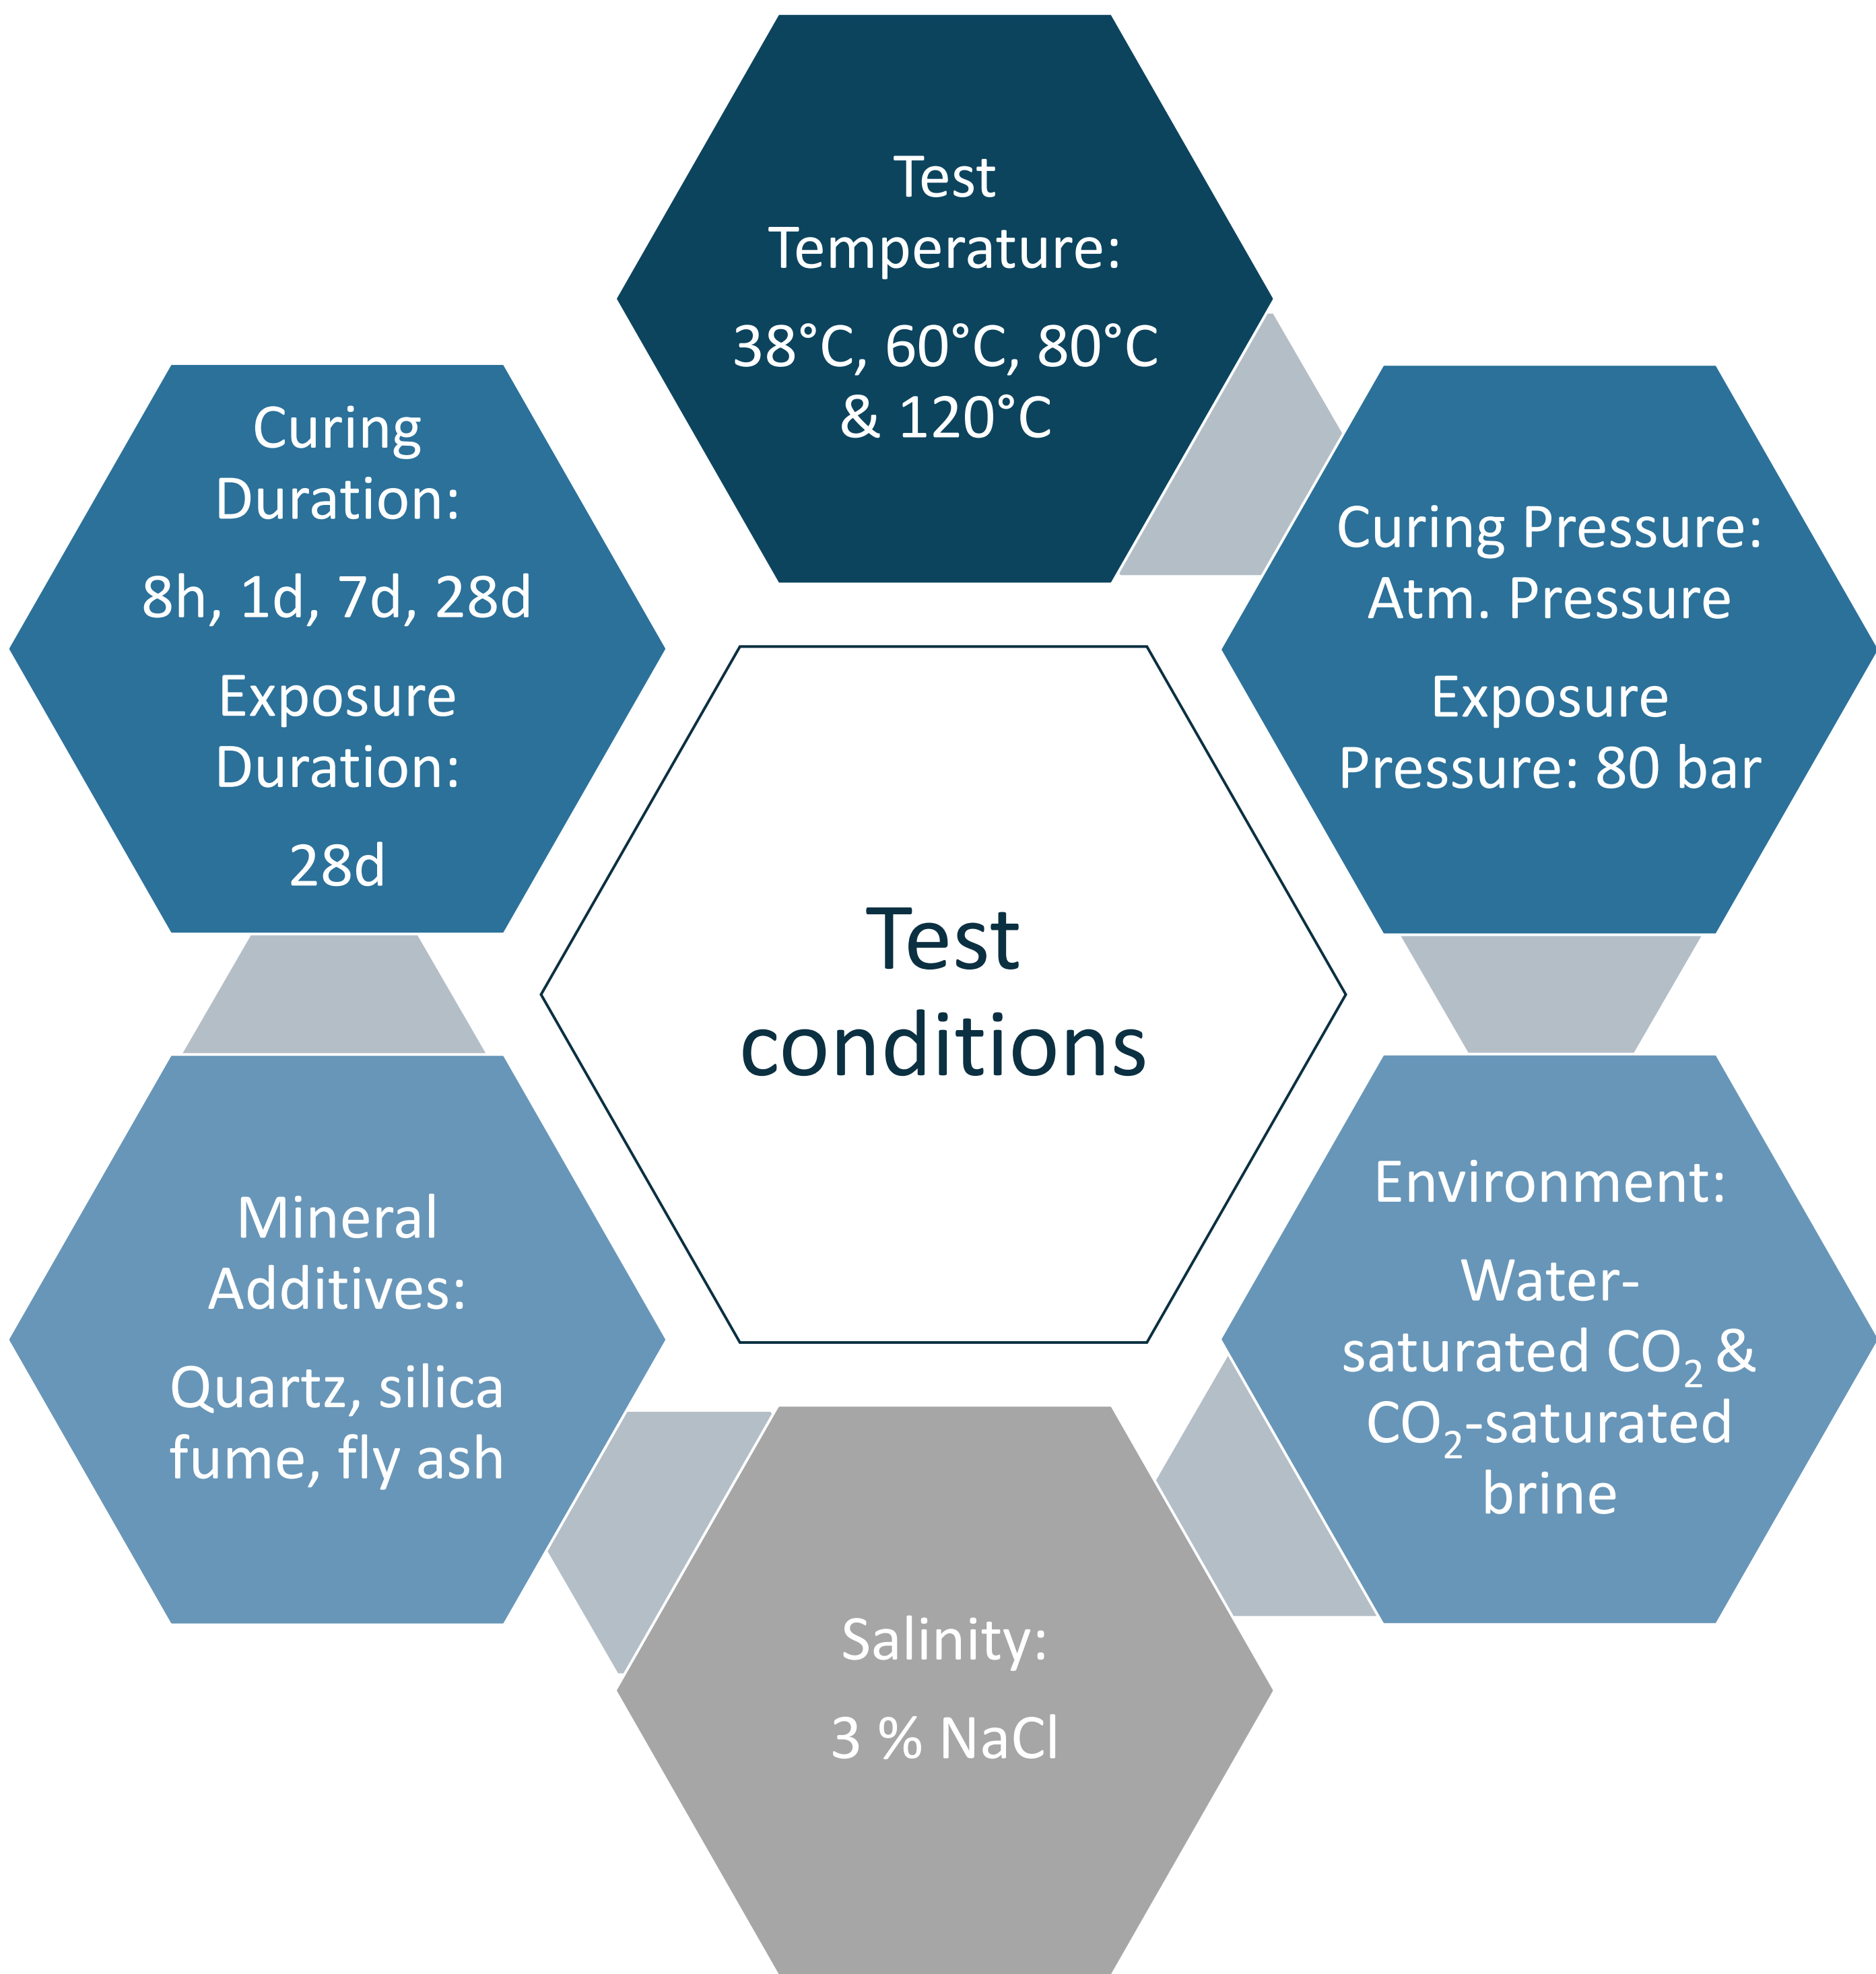 Test
Temperature:
38°C, 60°C, 80°C
& 120°C
Curing Pressure:
Atm. Pressure
Exposure
Pressure: 80 bar
Environment:
Water-
saturated CO₂ &
CO₂-saturated
brine
Salinity:
3 % NaCl
Mineral
Additives:
Quartz, silica
fume, fly ash
Curing
Duration:
8h, 1d, 7d, 28d
Exposure
Duration:
28d
Test
conditions